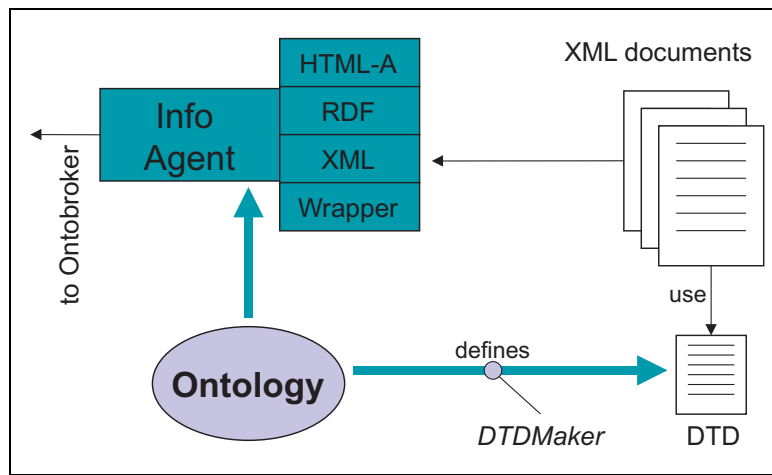 HTML-A
XML documents
Info
Agent
RDF
XML
Wrapper
to Ontobroker
use
defines
Ontology
DTDMaker
DTD